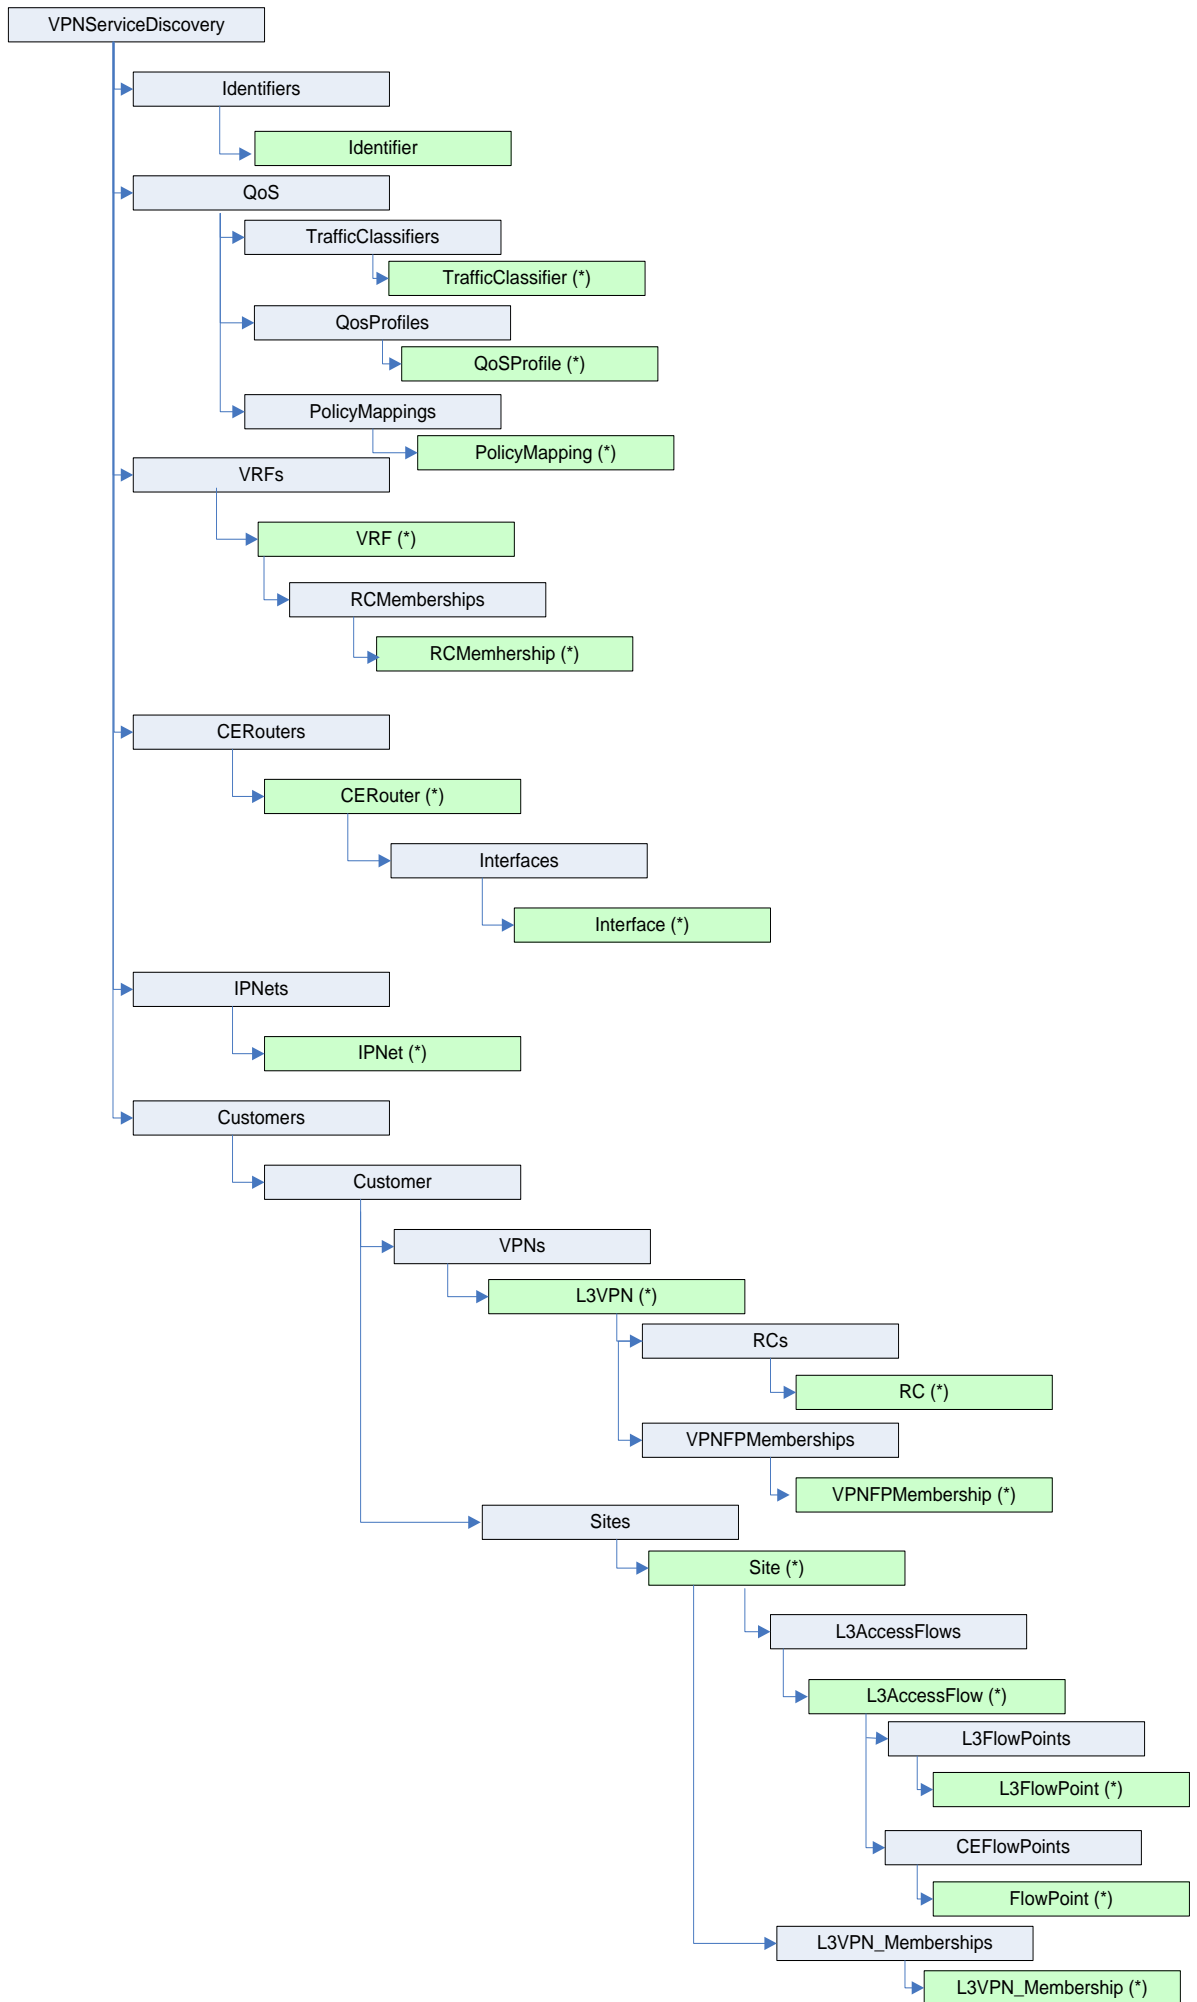 VPNServiceDiscovery
Identifiers
Identifier
QoS
TrafficClassifiers
TrafficClassifier (*)
QosProfiles
QoSProfile (*)
PolicyMappings
PolicyMapping (*)
VRFs
VRF (*)
RCMemberships
RCMemhership (*)
CERouters
CERouter (*)
Interfaces
Interface (*)
IPNets
IPNet (*)
Customers
Customer
VPNs
L3VPN (*)
RCs
RC (*)
VPNFPMemberships
VPNFPMembership (*)
Sites
Site (*)
L3AccessFlows
L3AccessFlow (*)
L3FlowPoints
L3FlowPoint (*)
CEFlowPoints
FlowPoint (*)
L3VPN_Memberships
L3VPN_Membership (*)